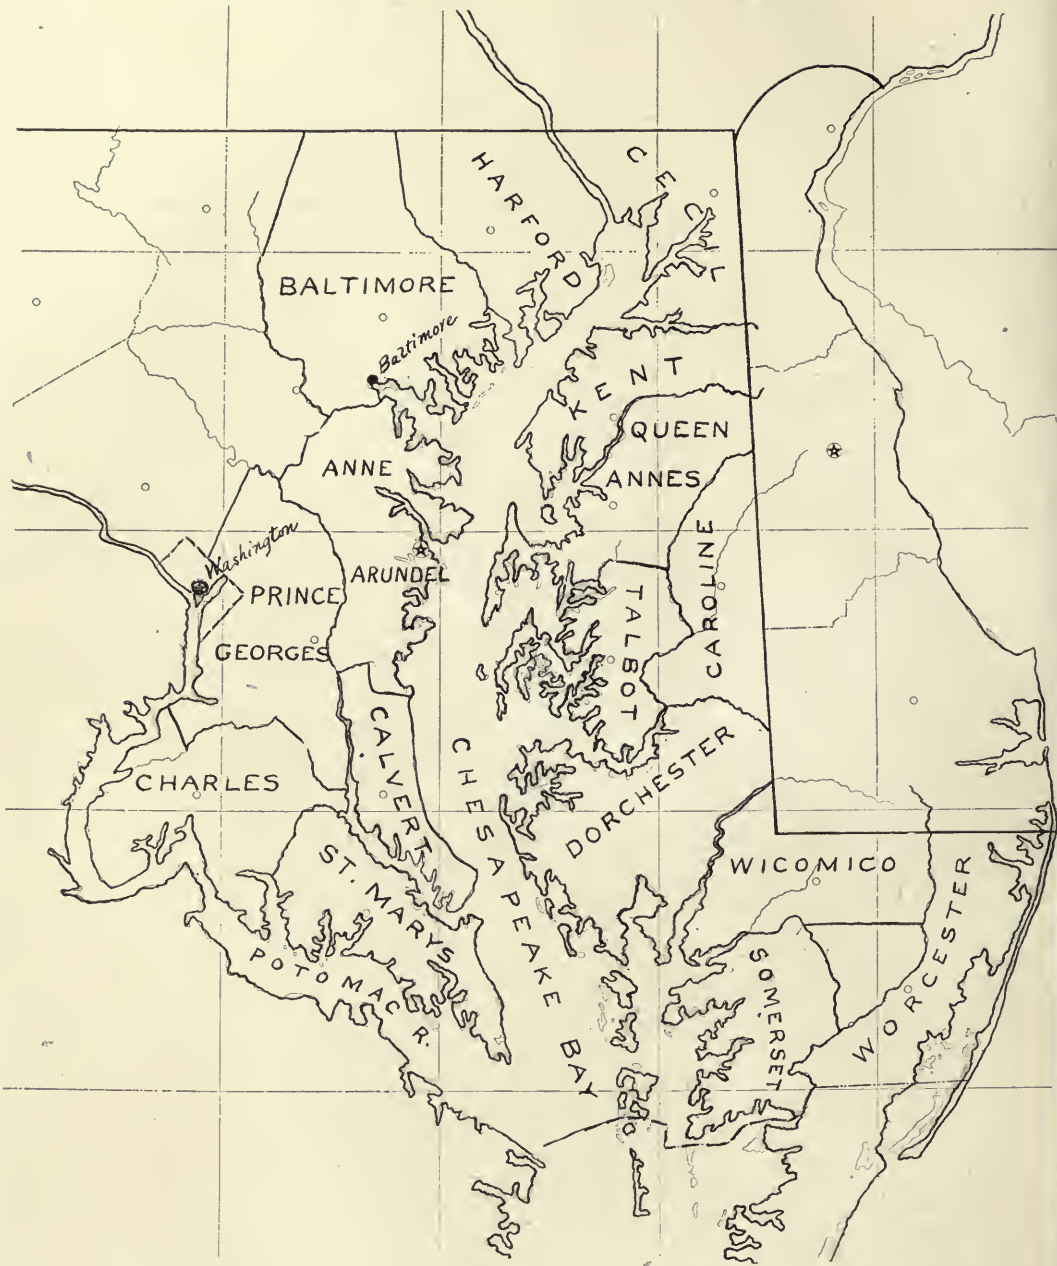 HARFORD
CECIL
BALTIMORE
Baltimore
KENT
QUEEN
ANNES
ANNE
ARUNDEL
Washington
PRINCE
GEORGES
TALBOT
CAROLINE
CALVERT
CHESAPEAKE BAY
CHARLES
DORCHESTER
ST. MARYS
WICOMICO
POTOMAC R.
SOMERSET
WORCESTER